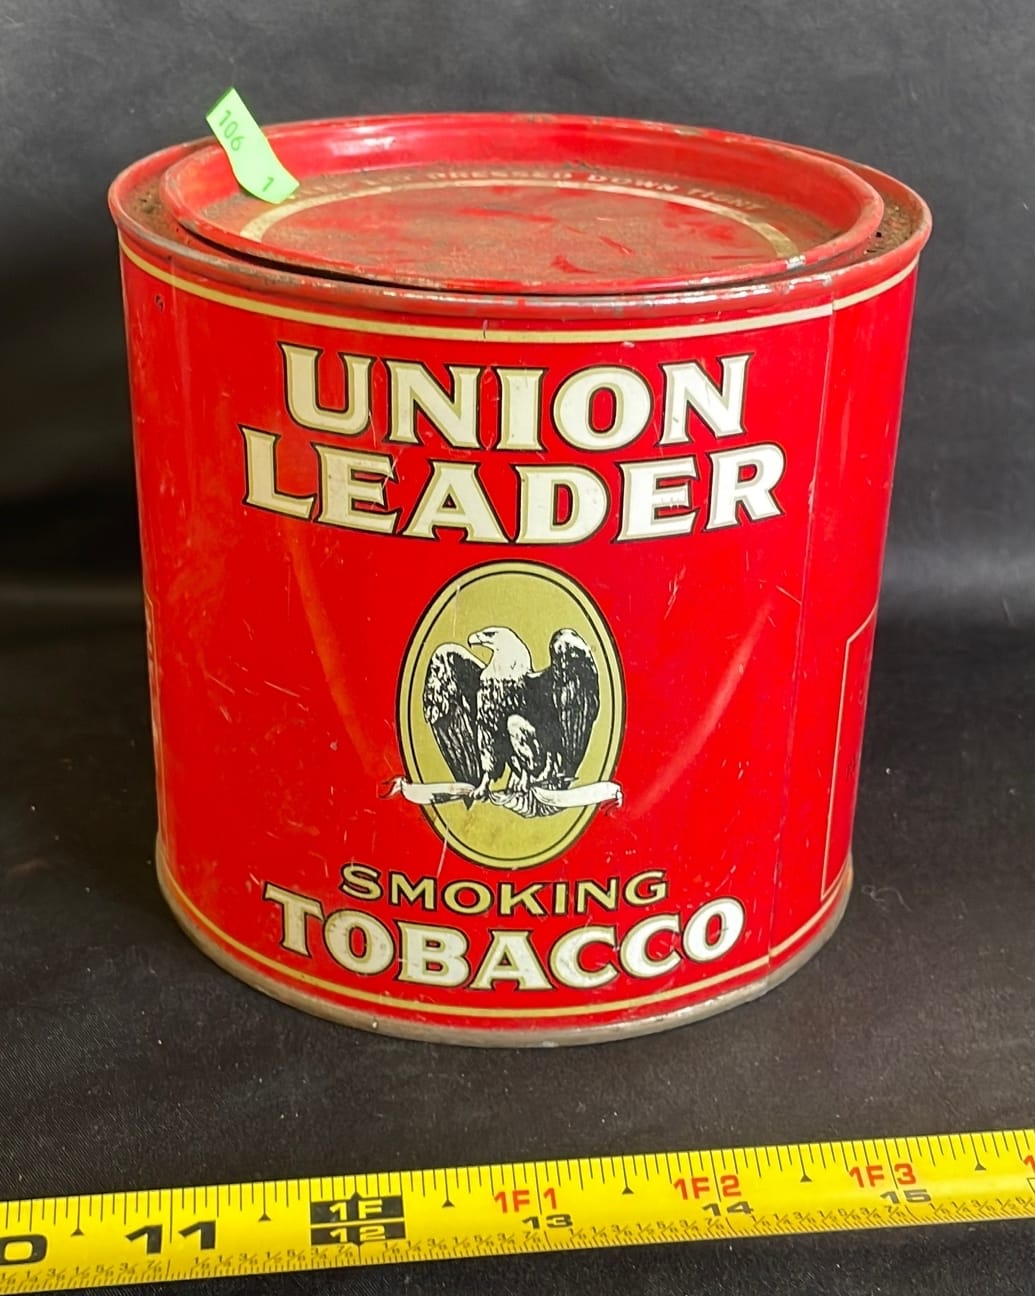 106
1
PRESSED DOWN TIGHT
UNION
LEADER
SMOKING
TOBACCO
11
1F
12
1F1
13
1F2
14
1F3
15